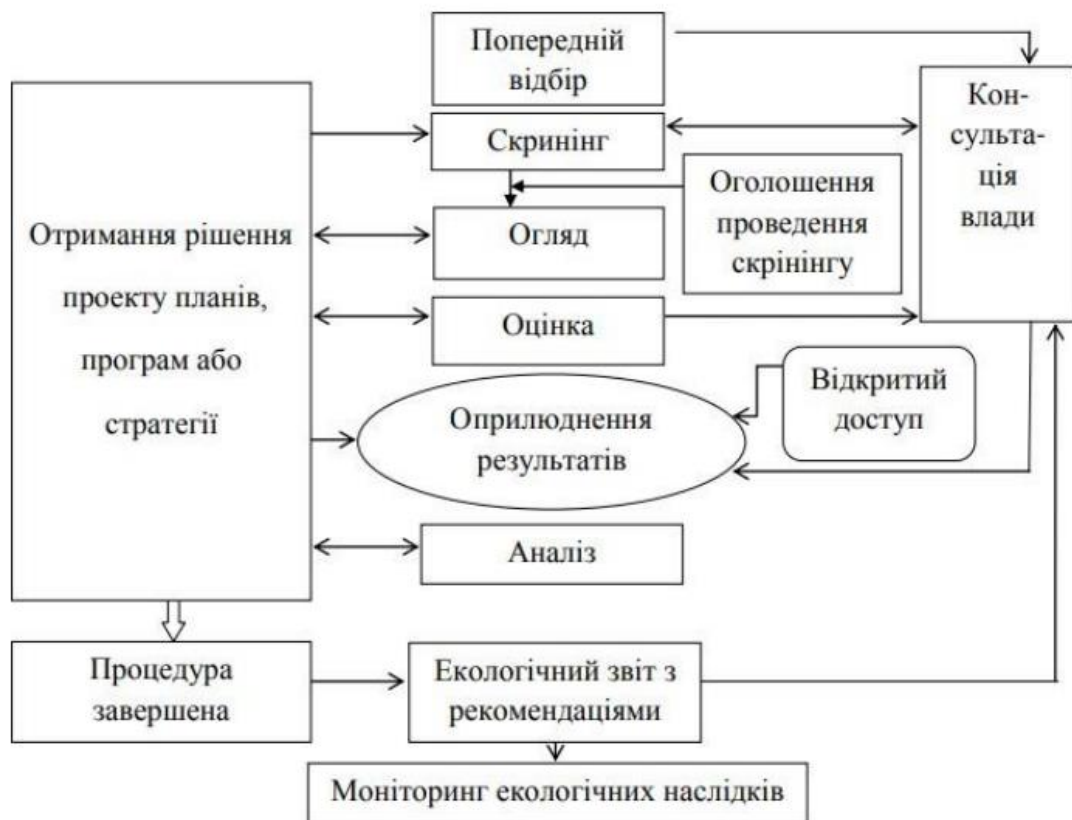 Попередній
відбір
Кон-
сульта-
ція
влади
Скринінг
Оголошення
проведення
скрінінгу
Отримання рішення
проекту планів,
програм або
стратегії
Огляд
Оцінка
Відкритий
доступ
Оприлюднення
результатів
Аналіз
Процедура
завершена
Екологічний звіт з
рекомендаціями
Моніторинг екологічних наслідків